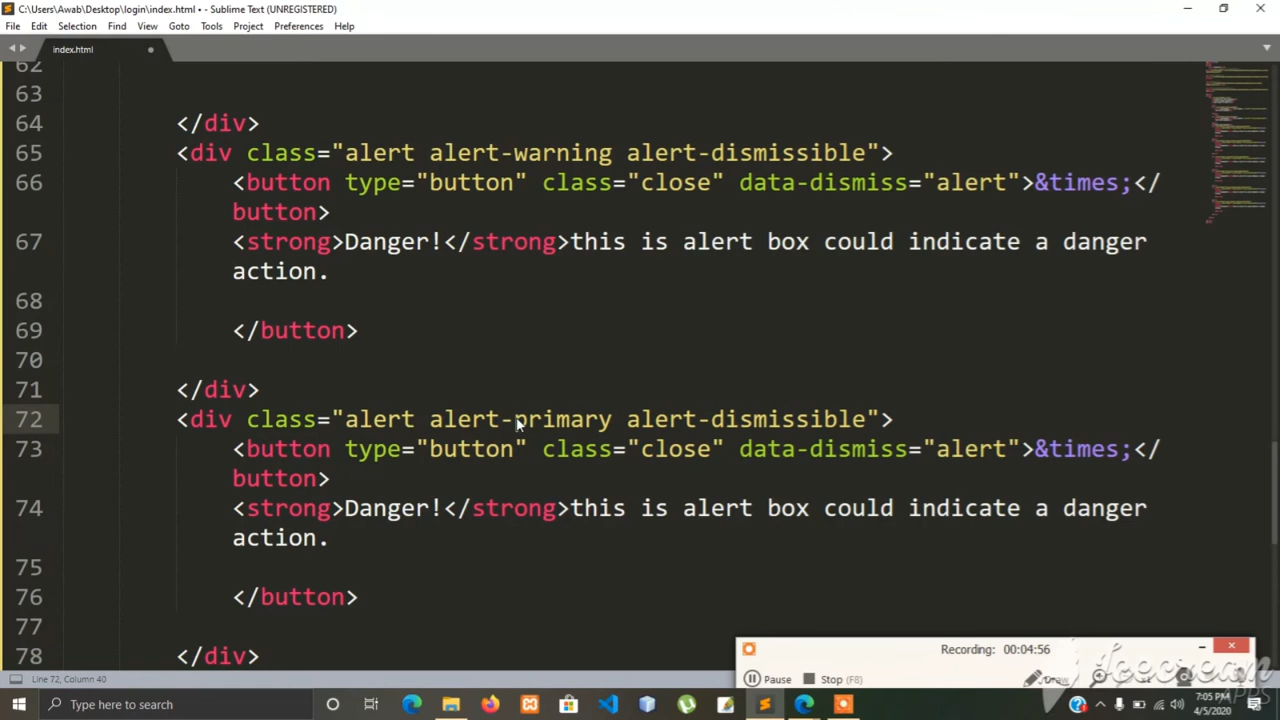 C:\Users\Awab\Desktop\login\index.html • - Sublime Text (UNREGISTERED)
File Edit Selection Find View Goto Tools Project Preferences Help
index.html
62
63
64 </div>
65 <div class="alert alert-warning alert-dismissible">
66 <button type="button" class="close" data-dismiss="alert">&times;</
button>
67 <strong>Danger!</strong>this is alert box could indicate a danger
action.
68
69 </button>
70
71 </div>
72 <div class="alert alert-primary alert-dismissible">
73 <button type="button" class="close" data-dismiss="alert">&times;</
button>
74 <strong>Danger!</strong>this is alert box could indicate a danger
action.
75
76 </button>
77
78 </div>
Recording: 00:04:56
Pause Stop (F8) Draw
Icecream
APPS
Line 72, Column 40
Type here to search
7:05 PM
4/5/2020